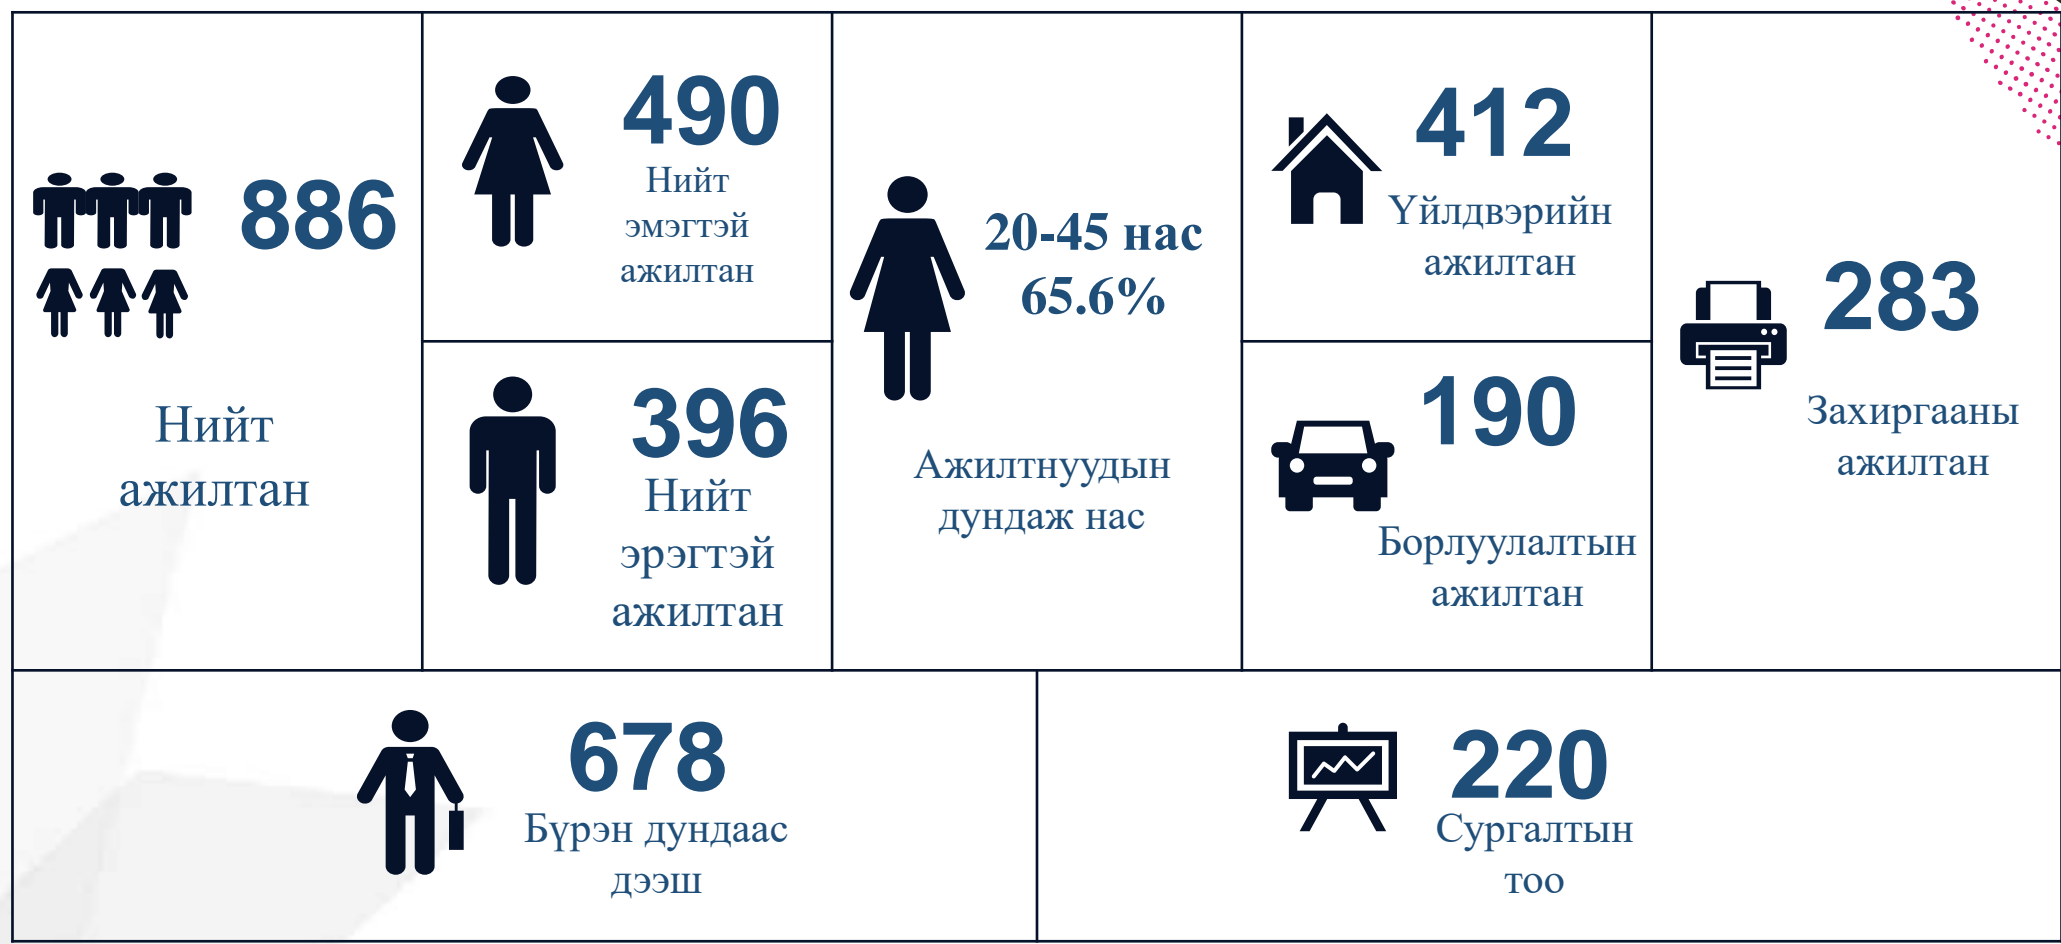 886
Нийт
ажилтан
490
Нийт
эмэгтэй
ажилтан
396
Нийт
эрэгтэй
ажилтан
20-45 нас
65.6%
Ажилтнуудын
дундаж нас
412
Үйлдвэрийн
ажилтан
190
Борлуулалтын
ажилтан
283
Захиргааны
ажилтан
678
Бүрэн дундаас
дээш
220
Сургалтын
тоо